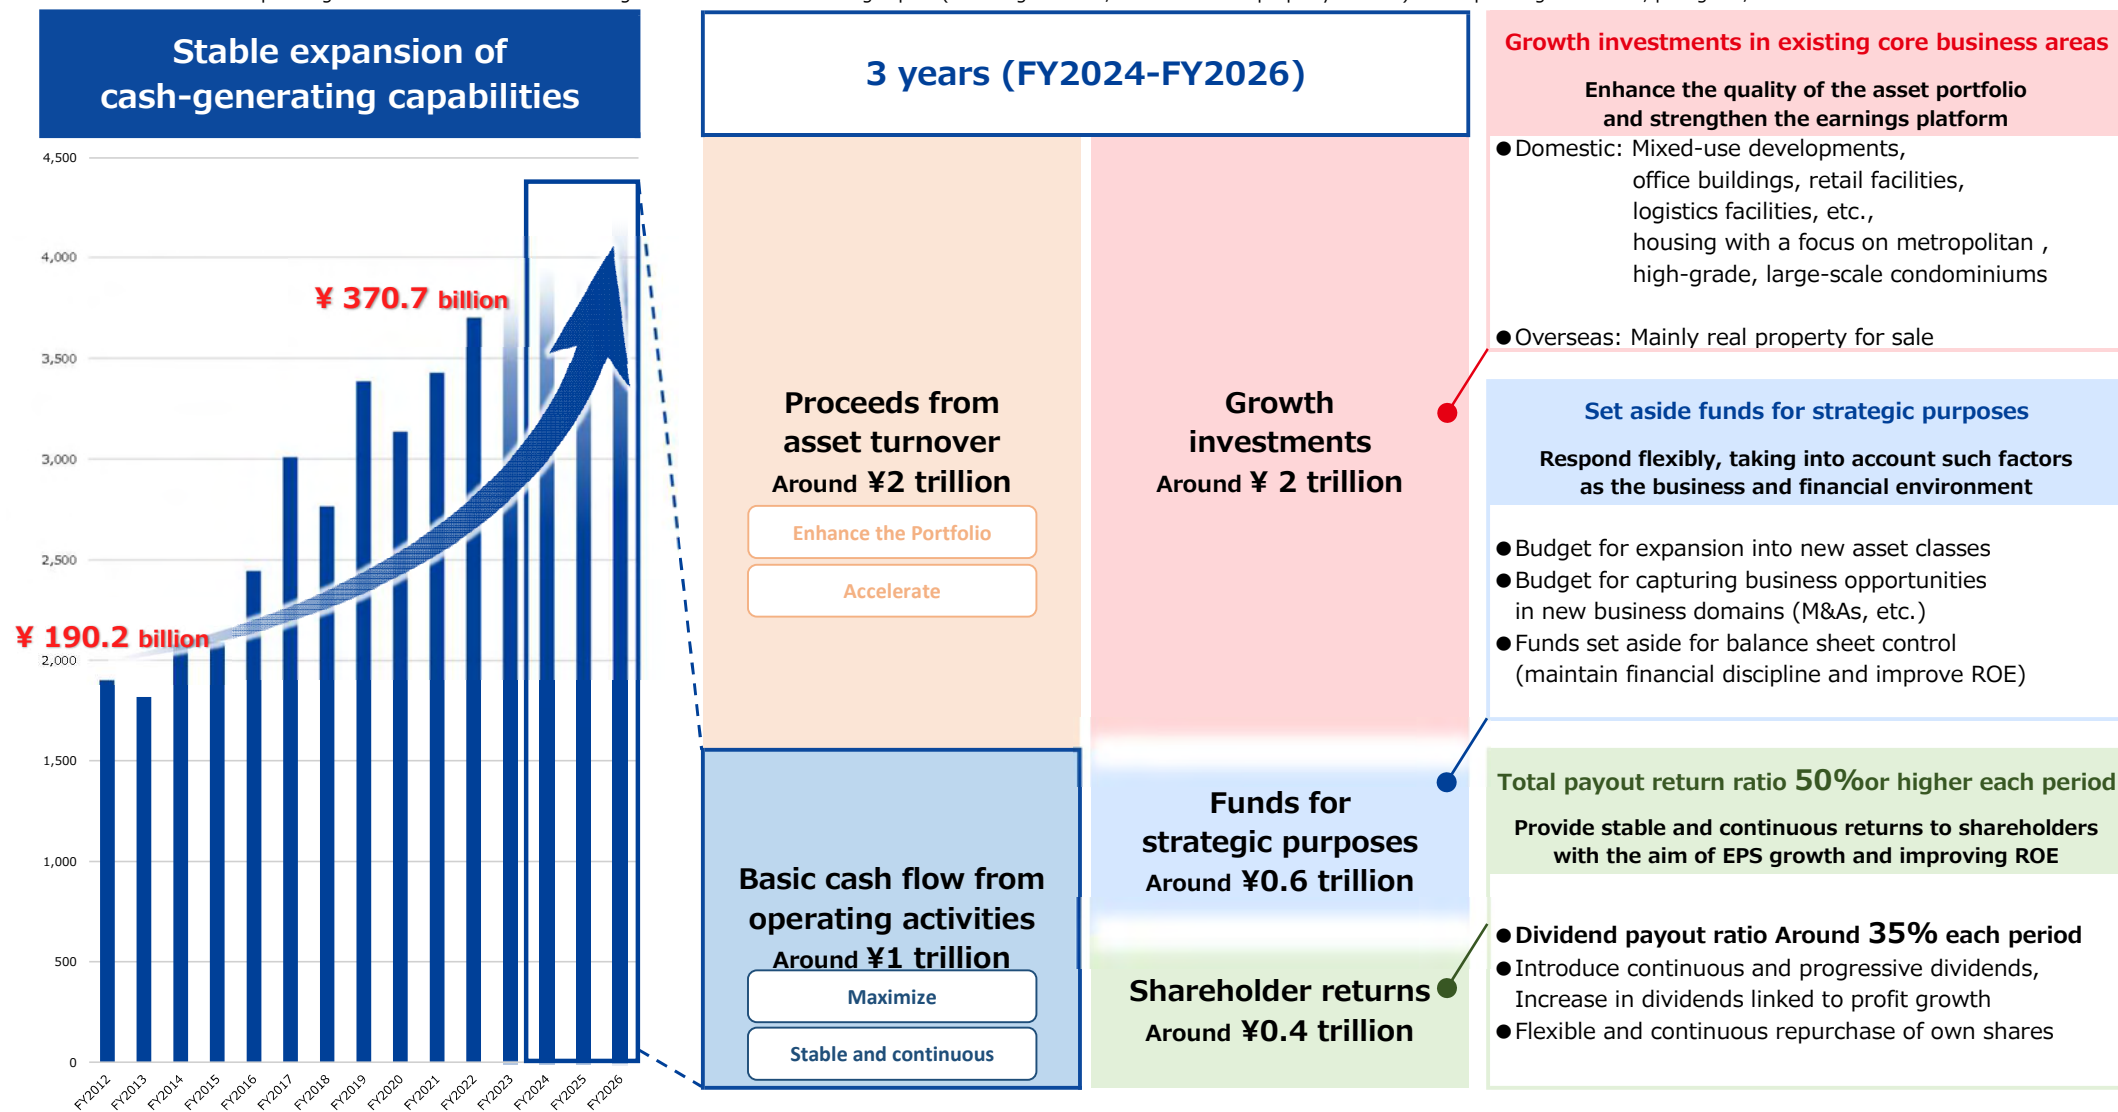 Stable expansion of
cash-generating capabilities
4,500
4,000
3,500
3,000
2,500
2,000
1,500
1,000
500
0
¥ 370.7 billion
¥ 190.2 billion
FY2012
FY2013
FY2014
FY2015
FY2016
FY2017
FY2018
FY2019
FY2020
FY2021
FY2022
FY2023
FY2024
FY2025
FY2026
3 years (FY2024-FY2026)
Proceeds from
asset turnover
Around ¥2 trillion
Enhance the Portfolio
Accelerate
Basic cash flow from
operating activities
Around ¥1 trillion
Maximize
Stable and continuous
Growth
investments
Around ¥ 2 trillion
Funds for
strategic purposes
Around ¥0.6 trillion
Shareholder returns
Around ¥0.4 trillion
Growth investments in existing core business areas
Enhance the quality of the asset portfolio
and strengthen the earnings platform
●Domestic: Mixed-use developments,
office buildings, retail facilities,
logistics facilities, etc.,
housing with a focus on metropolitan ,
high-grade, large-scale condominiums
●Overseas: Mainly real property for sale
Set aside funds for strategic purposes
Respond flexibly, taking into account such factors
as the business and financial environment
●Budget for expansion into new asset classes
●Budget for capturing business opportunities
in new business domains (M&As, etc.)
●Funds set aside for balance sheet control
(maintain financial discipline and improve ROE)
Total payout return ratio 50%or higher each period
Provide stable and continuous returns to shareholders
with the aim of EPS growth and improving ROE
●Dividend payout ratio Around 35% each period
●Introduce continuous and progressive dividends,
Increase in dividends linked to profit growth
●Flexible and continuous repurchase of own shares